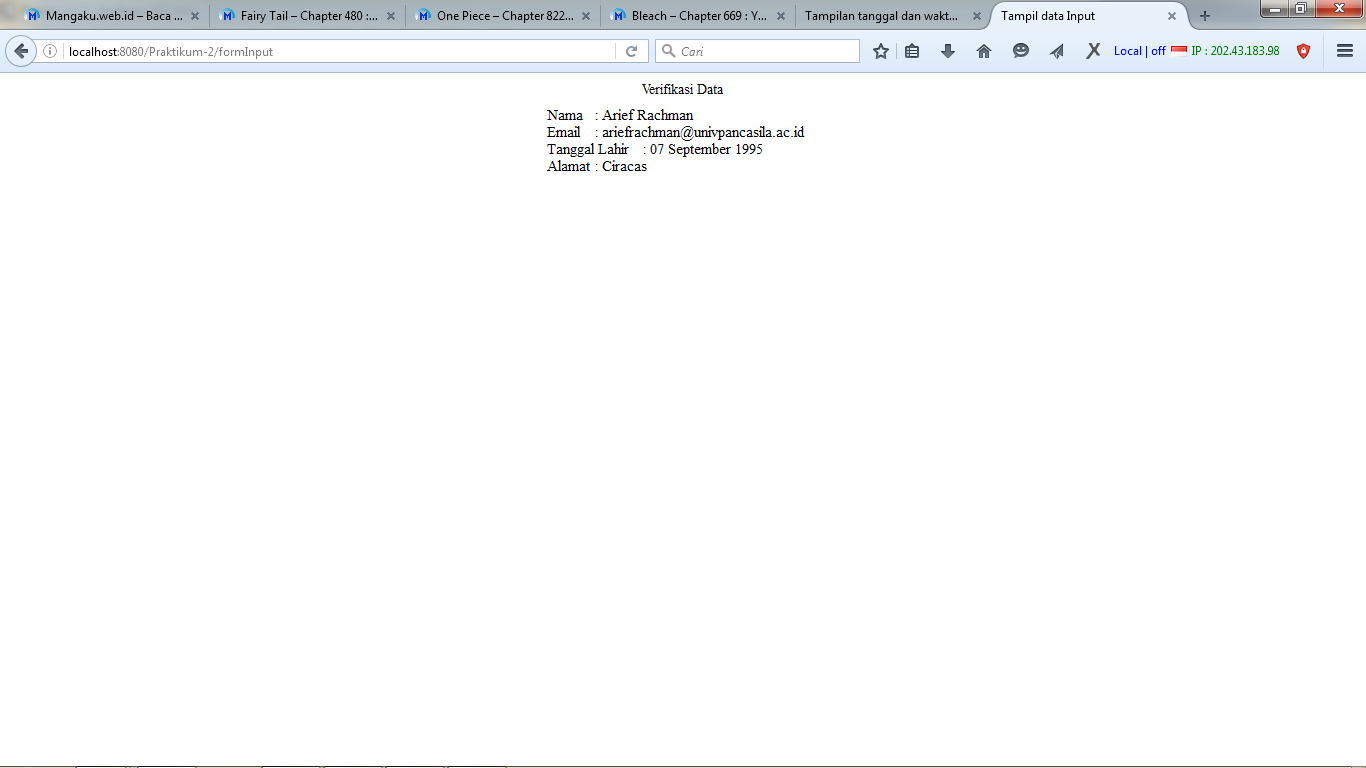 Mangaku.web.id – Baca ...
Fairy Tail – Chapter 480 :...
One Piece – Chapter 822...
Bleach – Chapter 669 : Y...
Tampilan tanggal dan wakt...
Tampil data Input
localhost:8080/Praktikum-2/formInput
Cari
Local | off
IP : 202.43.183.98
Verifikasi Data
Nama : Arief Rachman
Email : ariefrachman@univpancasila.ac.id
Tanggal Lahir : 07 September 1995
Alamat : Ciracas